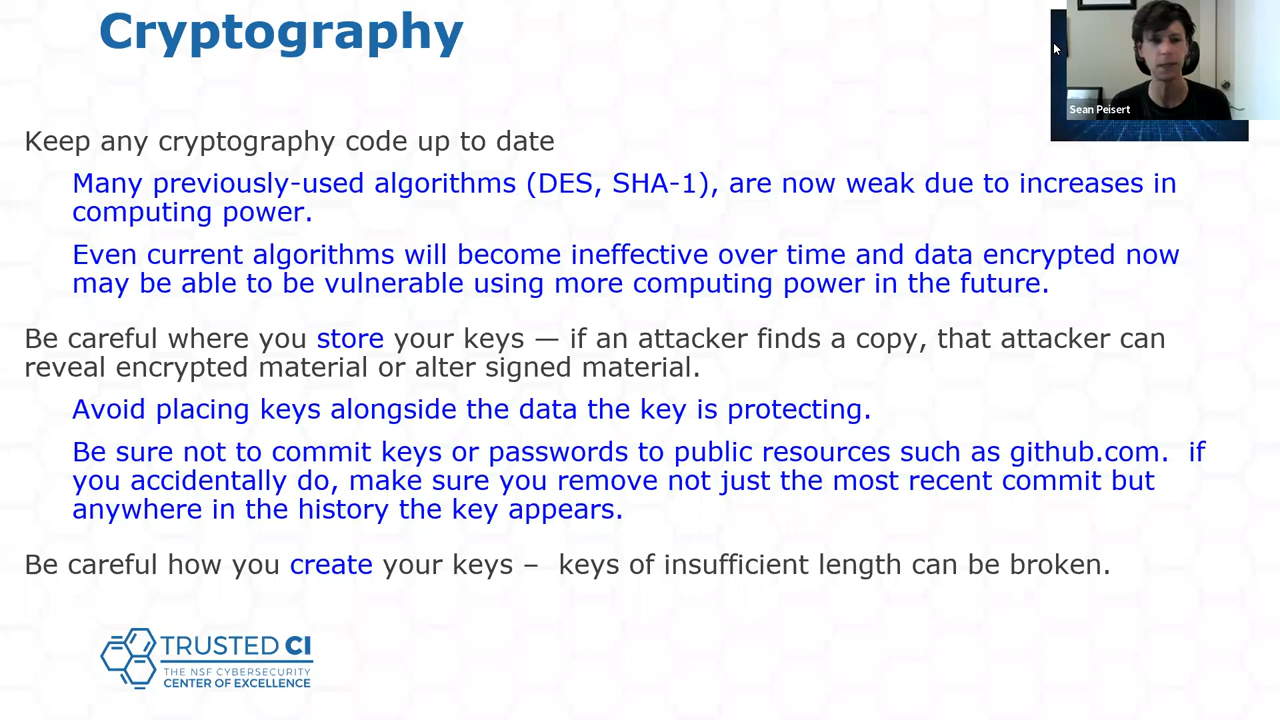 Cryptography
Sean Peisert
Keep any cryptography code up to date
Many previously-used algorithms (DES, SHA-1), are now weak due to increases in
computing power.
Even current algorithms will become ineffective over time and data encrypted now
may be able to be vulnerable using more computing power in the future.
Be careful where you store your keys — if an attacker finds a copy, that attacker can
reveal encrypted material or alter signed material.
Avoid placing keys alongside the data the key is protecting.
Be sure not to commit keys or passwords to public resources such as github.com.  if
you accidentally do, make sure you remove not just the most recent commit but
anywhere in the history the key appears.
Be careful how you create your keys –  keys of insufficient length can be broken.
TRUSTED CI
THE NSF CYBERSECURITY
CENTER OF EXCELLENCE